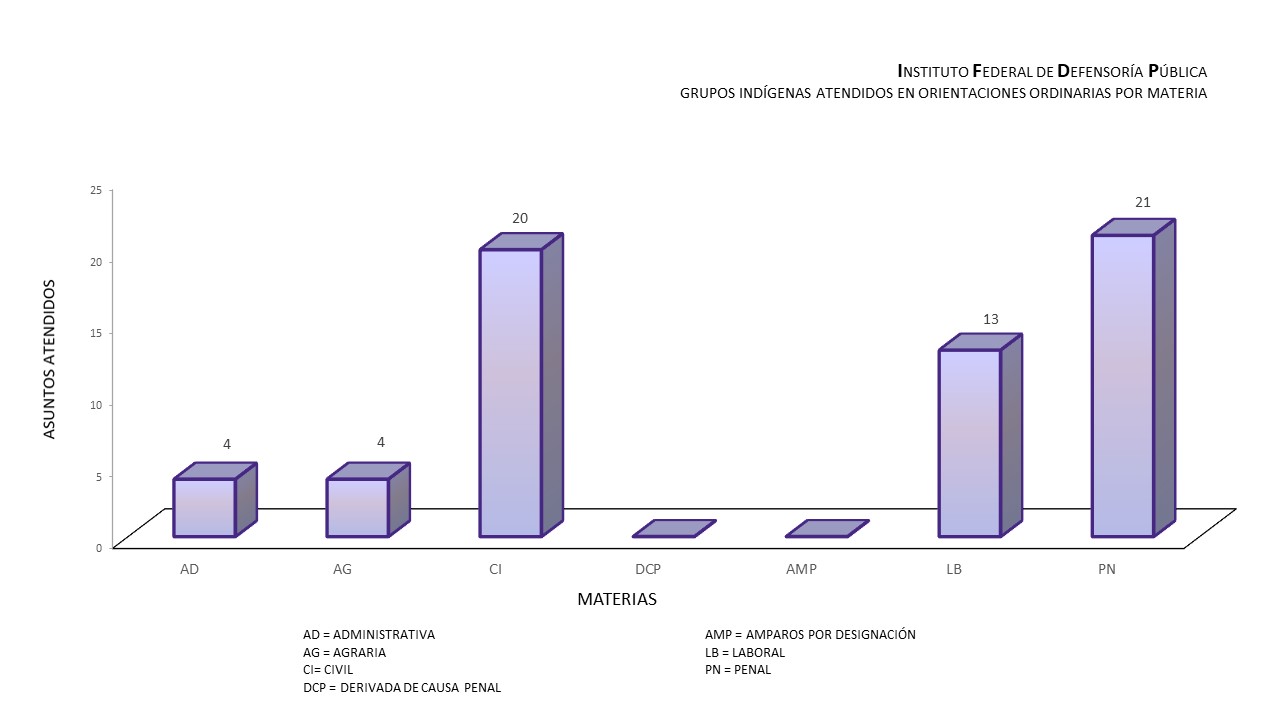 INSTITUTO FEDERAL DE DEFENSORÍA PÚBLICA
GRUPOS INDÍGENAS ATENDIDOS EN ORIENTACIONES ORDINARIAS POR MATERIA
25
20
15
10
5
0
ASUNTOS ATENDIDOS
4
4
20
13
21
AD
AG
CI
DCP
AMP
LB
PN
MATERIAS
AD = ADMINISTRATIVA
AG = AGRARIA
CI= CIVIL
DCP = DERIVADA DE CAUSA PENAL
AMP = AMPAROS POR DESIGNACIÓN
LB = LABORAL
PN = PENAL